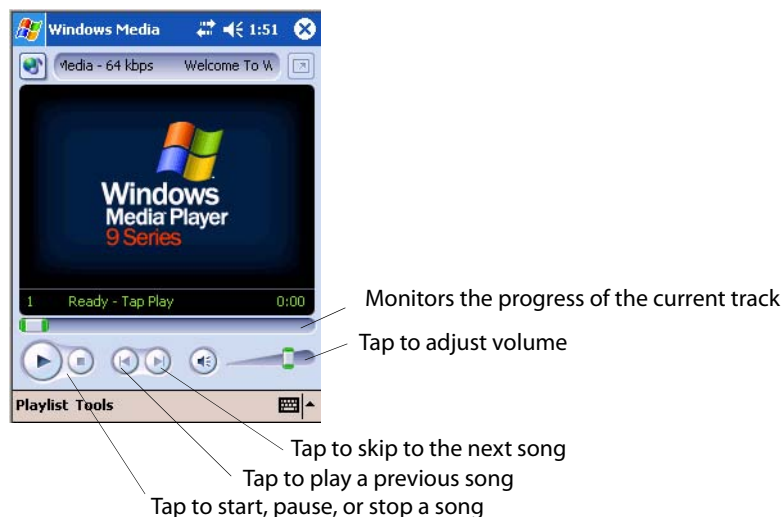 Windows Media 1:51
Media - 64 kbps Welcome To W
Windows
Media Player
9 Series
1 Ready - Tap Play 0:00
Monitors the progress of the current track
Tap to adjust volume
Playlist Tools
Tap to skip to the next song
Tap to play a previous song
Tap to start, pause, or stop a song